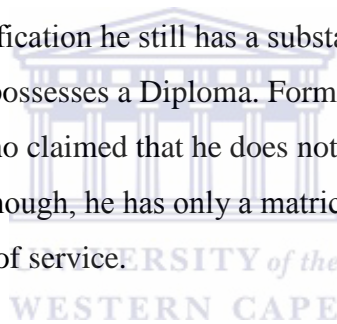 fication he still has a substa
possesses a Diploma. Form
no claimed that he does not
hough, he has only a matric
of service.
UNIVERSITY of the
WESTERN CAPE